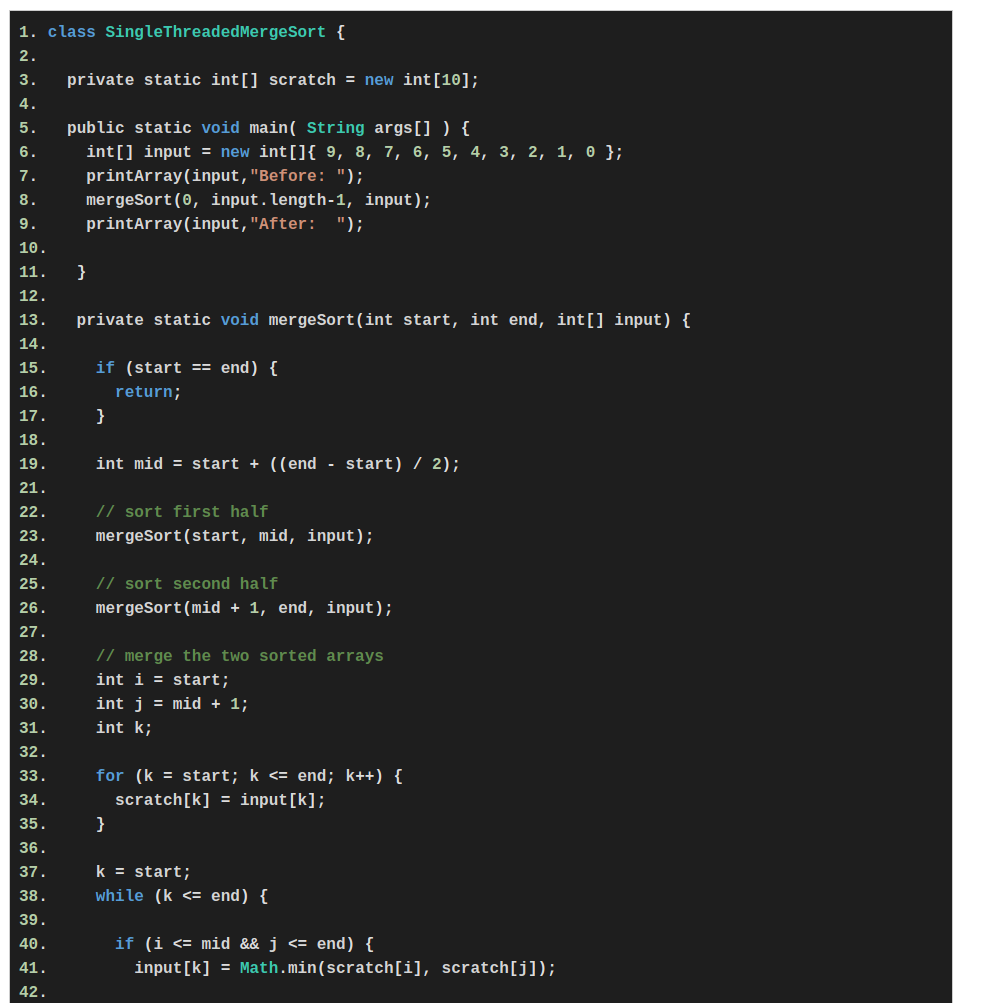 1. class SingleThreadedMergeSort {
2.
3.   private static int[] scratch = new int[10];
4.
5.   public static void main( String args[] ) {
6.     int[] input = new int[]{ 9, 8, 7, 6, 5, 4, 3, 2, 1, 0 };
7.     printArray(input,"Before: ");
8.     mergeSort(0, input.length-1, input);
9.     printArray(input,"After:  ");
10.
11.   }
12.
13.   private static void mergeSort(int start, int end, int[] input) {
14.
15.     if (start == end) {
16.       return;
17.     }
18.
19.     int mid = start + ((end - start) / 2);
21.
22.     // sort first half
23.     mergeSort(start, mid, input);
24.
25.     // sort second half
26.     mergeSort(mid + 1, end, input);
27.
28.     // merge the two sorted arrays
29.     int i = start;
30.     int j = mid + 1;
31.     int k;
32.
33.     for (k = start; k <= end; k++) {
34.       scratch[k] = input[k];
35.     }
36.
37.     k = start;
38.     while (k <= end) {
39.
40.       if (i <= mid && j <= end) {
41.         input[k] = Math.min(scratch[i], scratch[j]);
42.